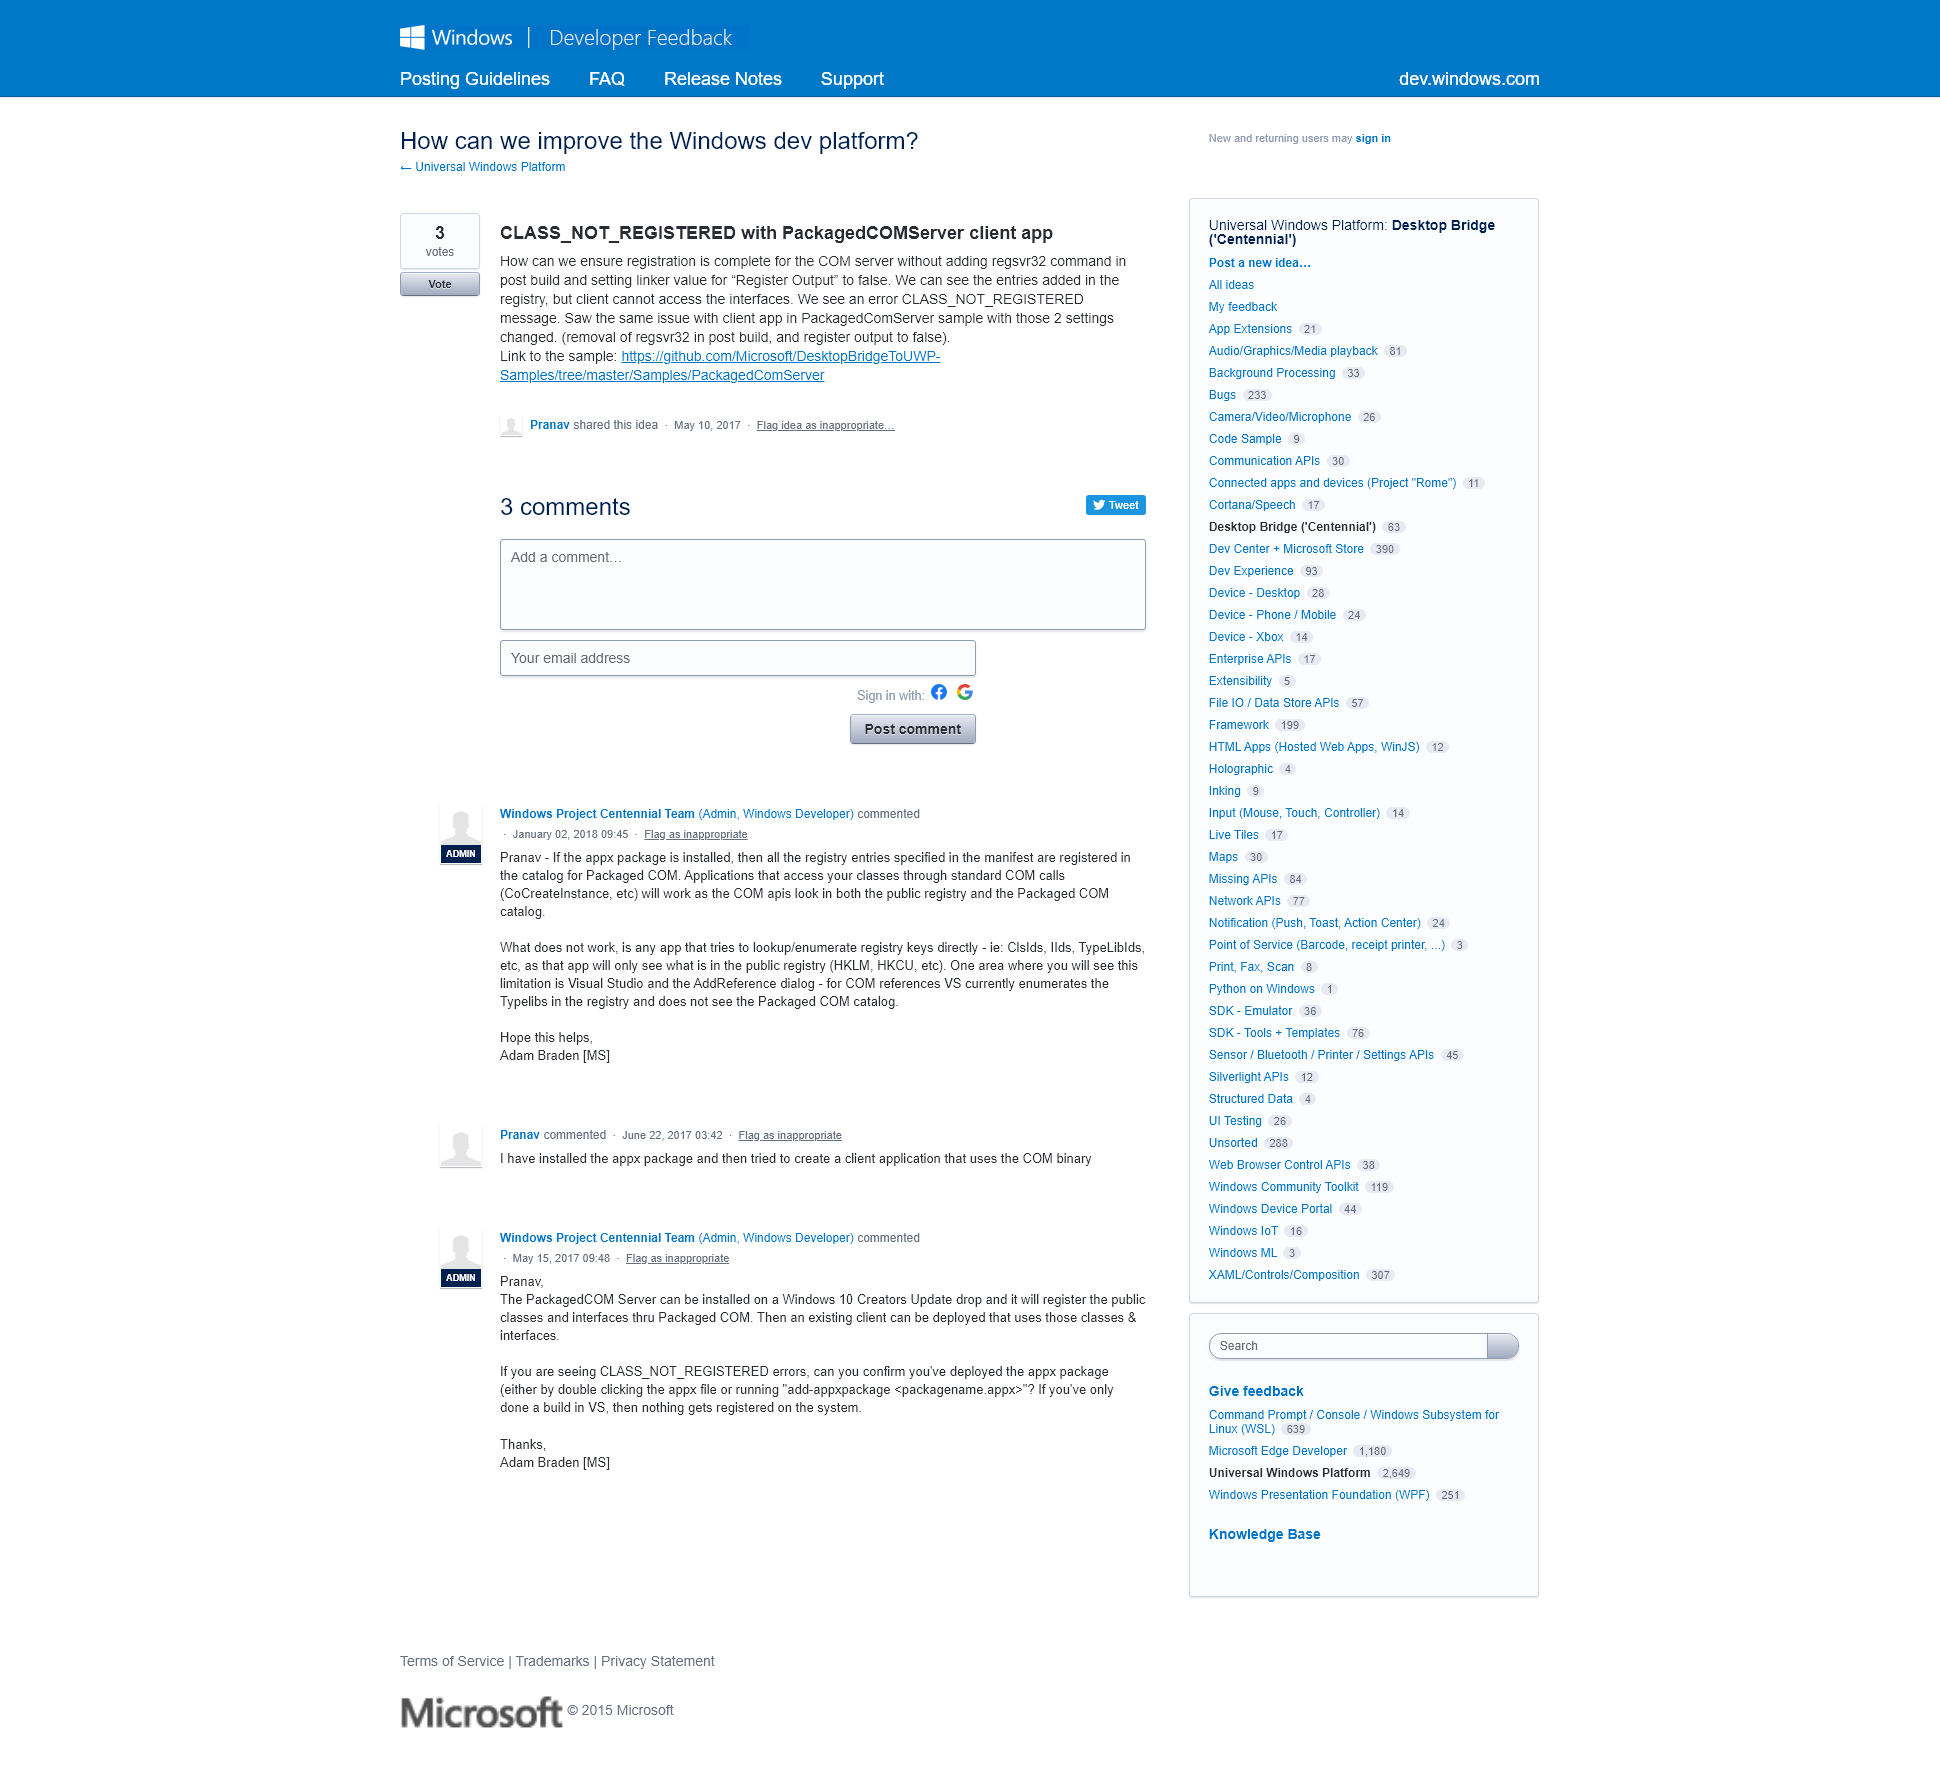 Windows | Developer Feedback
Posting Guidelines FAQ Release Notes Support dev.windows.com
How can we improve the Windows dev platform?
← Universal Windows Platform
New and returning users may sign in
3
votes
Vote
CLASS_NOT_REGISTERED with PackagedCOMServer client app
How can we ensure registration is complete for the COM server without adding regsvr32 command in
post build and setting linker value for “Register Output” to false. We can see the entries added in the
registry, but client cannot access the interfaces. We see an error CLASS_NOT_REGISTERED
message. Saw the same issue with client app in PackagedComServer sample with those 2 settings
changed. (removal of regsvr32 in post build, and register output to false).
Link to the sample: https://github.com/Microsoft/DesktopBridgeToUWP-
Samples/tree/master/Samples/PackagedComServer
Pranav shared this idea · May 10, 2017 · Flag idea as inappropriate…
3 comments
Tweet
Add a comment…
Your email address
Sign in with:
Post comment
Windows Project Centennial Team (Admin, Windows Developer) commented
· January 02, 2018 09:45 · Flag as inappropriate
ADMIN
Pranav - If the appx package is installed, then all the registry entries specified in the manifest are registered in
the catalog for Packaged COM. Applications that access your classes through standard COM calls
(CoCreateInstance, etc) will work as the COM apis look in both the public registry and the Packaged COM
catalog.
What does not work, is any app that tries to lookup/enumerate registry keys directly - ie: ClsIds, IIds, TypeLibIds,
etc, as that app will only see what is in the public registry (HKLM, HKCU, etc). One area where you will see this
limitation is Visual Studio and the AddReference dialog - for COM references VS currently enumerates the
Typelibs in the registry and does not see the Packaged COM catalog.
Hope this helps,
Adam Braden [MS]
Pranav commented · June 22, 2017 03:42 · Flag as inappropriate
I have installed the appx package and then tried to create a client application that uses the COM binary
Windows Project Centennial Team (Admin, Windows Developer) commented
· May 15, 2017 09:48 · Flag as inappropriate
ADMIN
Pranav,
The PackagedCOM Server can be installed on a Windows 10 Creators Update drop and it will register the public
classes and interfaces thru Packaged COM. Then an existing client can be deployed that uses those classes &
interfaces.
If you are seeing CLASS_NOT_REGISTERED errors, can you confirm you've deployed the appx package
(either by double clicking the appx file or running "add-appxpackage <packagename.appx>"? If you've only
done a build in VS, then nothing gets registered on the system.
Thanks,
Adam Braden [MS]
Universal Windows Platform: Desktop Bridge
('Centennial')
Post a new idea…
All ideas
My feedback
App Extensions 21
Audio/Graphics/Media playback 81
Background Processing 33
Bugs 233
Camera/Video/Microphone 26
Code Sample 9
Communication APIs 30
Connected apps and devices (Project "Rome") 11
Cortana/Speech 17
Desktop Bridge ('Centennial') 63
Dev Center + Microsoft Store 390
Dev Experience 93
Device - Desktop 28
Device - Phone / Mobile 24
Device - Xbox 14
Enterprise APIs 17
Extensibility 5
File IO / Data Store APIs 57
Framework 199
HTML Apps (Hosted Web Apps, WinJS) 12
Holographic 4
Inking 9
Input (Mouse, Touch, Controller) 14
Live Tiles 17
Maps 30
Missing APIs 84
Network APIs 77
Notification (Push, Toast, Action Center) 24
Point of Service (Barcode, receipt printer, ...) 3
Print, Fax, Scan 8
Python on Windows 1
SDK - Emulator 36
SDK - Tools + Templates 76
Sensor / Bluetooth / Printer / Settings APIs 45
Silverlight APIs 12
Structured Data 4
UI Testing 26
Unsorted 288
Web Browser Control APIs 38
Windows Community Toolkit 119
Windows Device Portal 44
Windows IoT 16
Windows ML 3
XAML/Controls/Composition 307
Search
Give feedback
Command Prompt / Console / Windows Subsystem for
Linux (WSL) 639
Microsoft Edge Developer 1,180
Universal Windows Platform 2,649
Windows Presentation Foundation (WPF) 251
Knowledge Base
Terms of Service | Trademarks | Privacy Statement
Microsoft © 2015 Microsoft